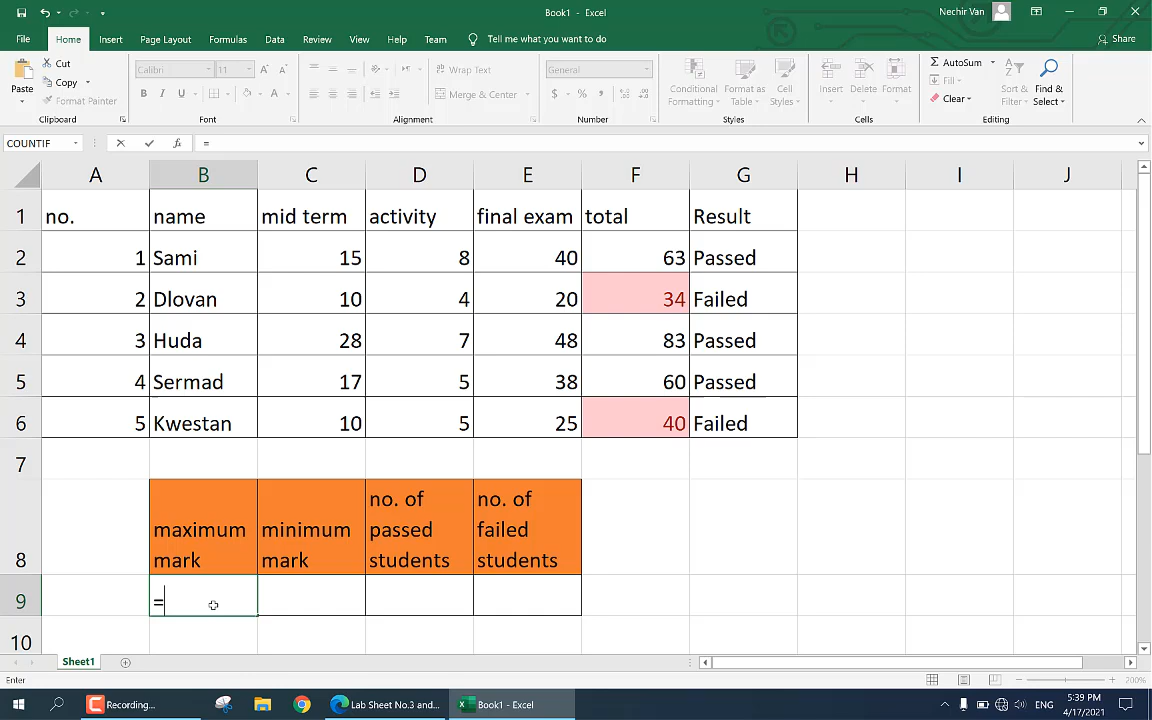 Book1 - Excel
Nechir Van
File Home Insert Page Layout Formulas Data Review View Help Team Tell me what you want to do Share
Paste
Cut
Copy
Format Painter
Clipboard
Calibri 11
B I U
Font
Wrap Text
Merge & Center
Alignment
General
$ % ,
Number
Conditional Formatting
Format as Table
Cell Styles
Styles
Insert Delete Format
Cells
AutoSum
Fill
Clear
Sort & Filter
Find & Select
Editing
COUNTIF fx =
A B C D E F G H I J
1 no. name mid term activity final exam total Result
2 1 Sami 15 8 40 63 Passed
3 2 Dlovan 10 4 20 34 Failed
4 3 Huda 28 7 48 83 Passed
5 4 Sermad 17 5 38 60 Passed
6 5 Kwestan 10 5 25 40 Failed
7
8 maximum mark minimum mark no. of passed students no. of failed students
9 =
10
Sheet1
Enter 200%
Recording... Lab Sheet No.3 and... Book1 - Excel ENG 5:39 PM
4/17/2021